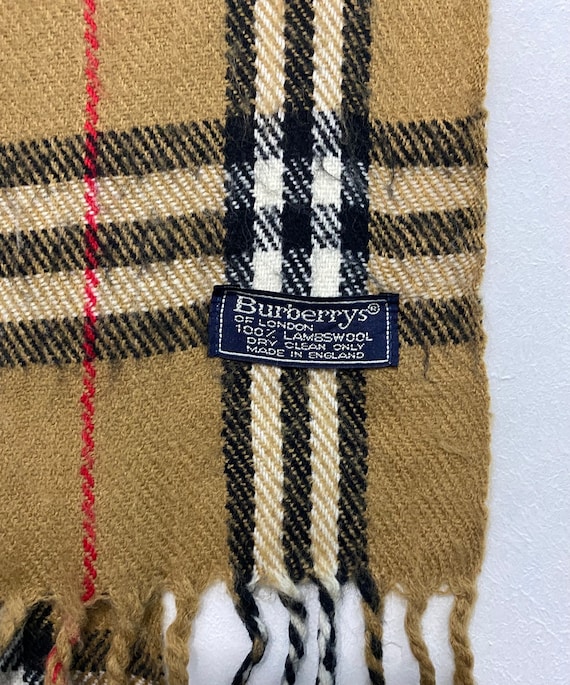 Burberrys®
OF LONDON
100% LAMBSWOOL
DRY CLEAN ONLY
MADE IN ENGLAND